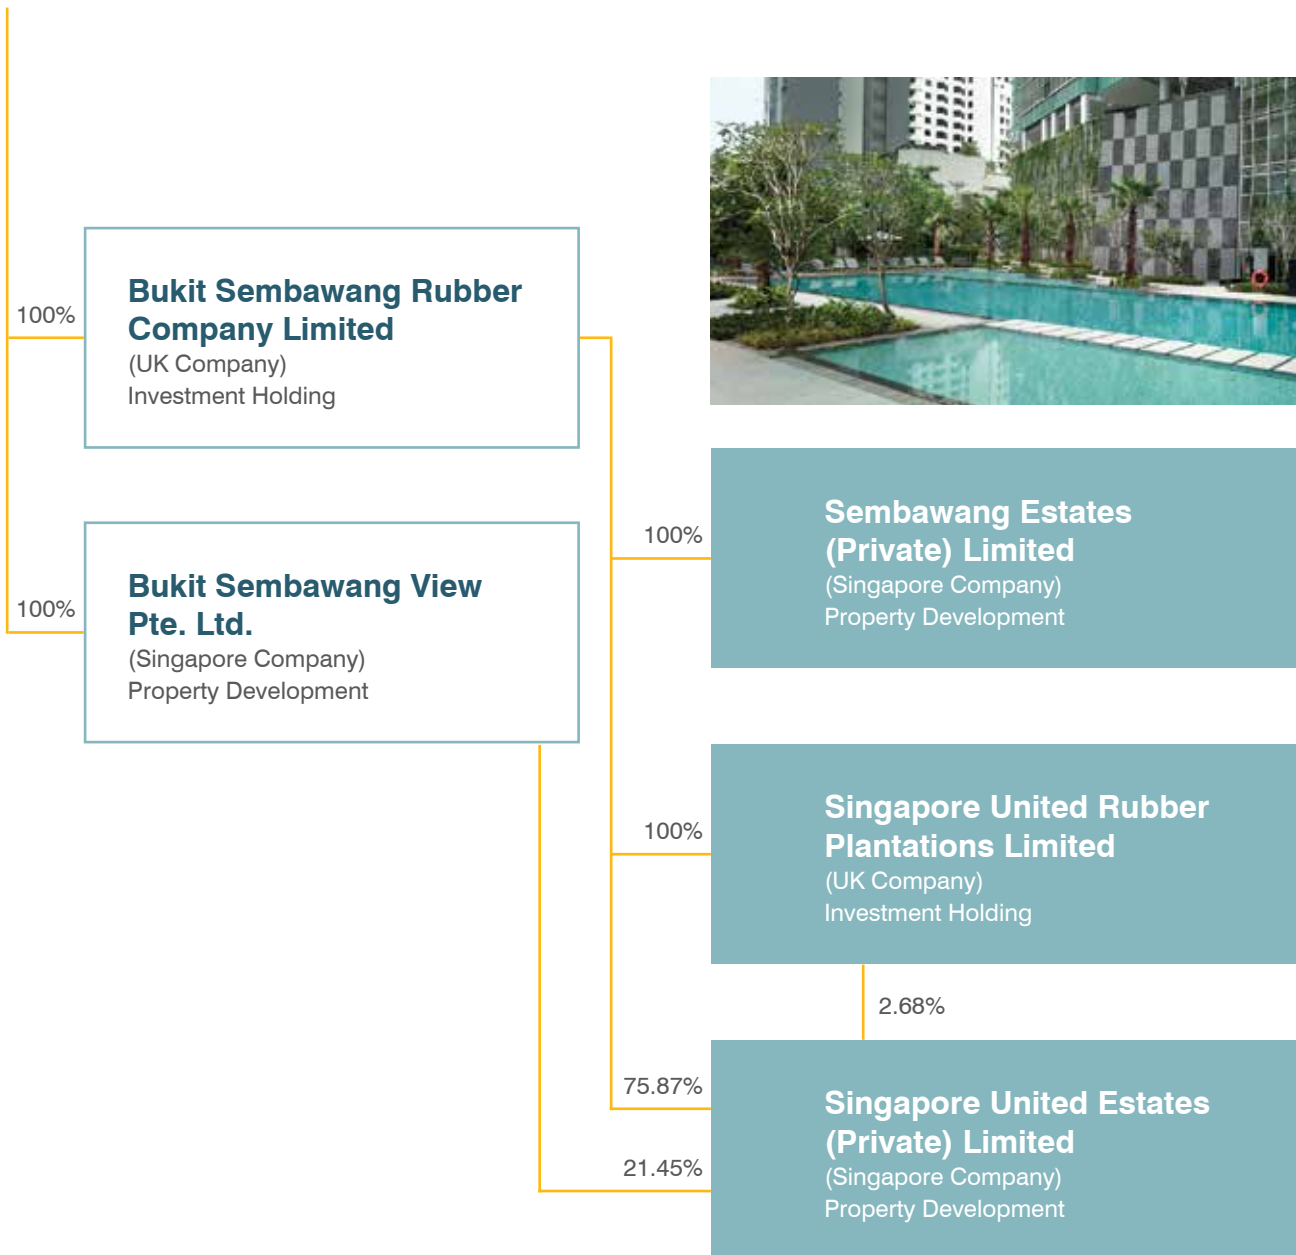 100%
Bukit Sembawang Rubber
Company Limited
(UK Company)
Investment Holding
100%
Bukit Sembawang View
Pte. Ltd.
(Singapore Company)
Property Development
100%
Sembawang Estates
(Private) Limited
(Singapore Company)
Property Development
100%
Singapore United Rubber
Plantations Limited
(UK Company)
Investment Holding
2.68%
75.87%
21.45%
Singapore United Estates
(Private) Limited
(Singapore Company)
Property Development